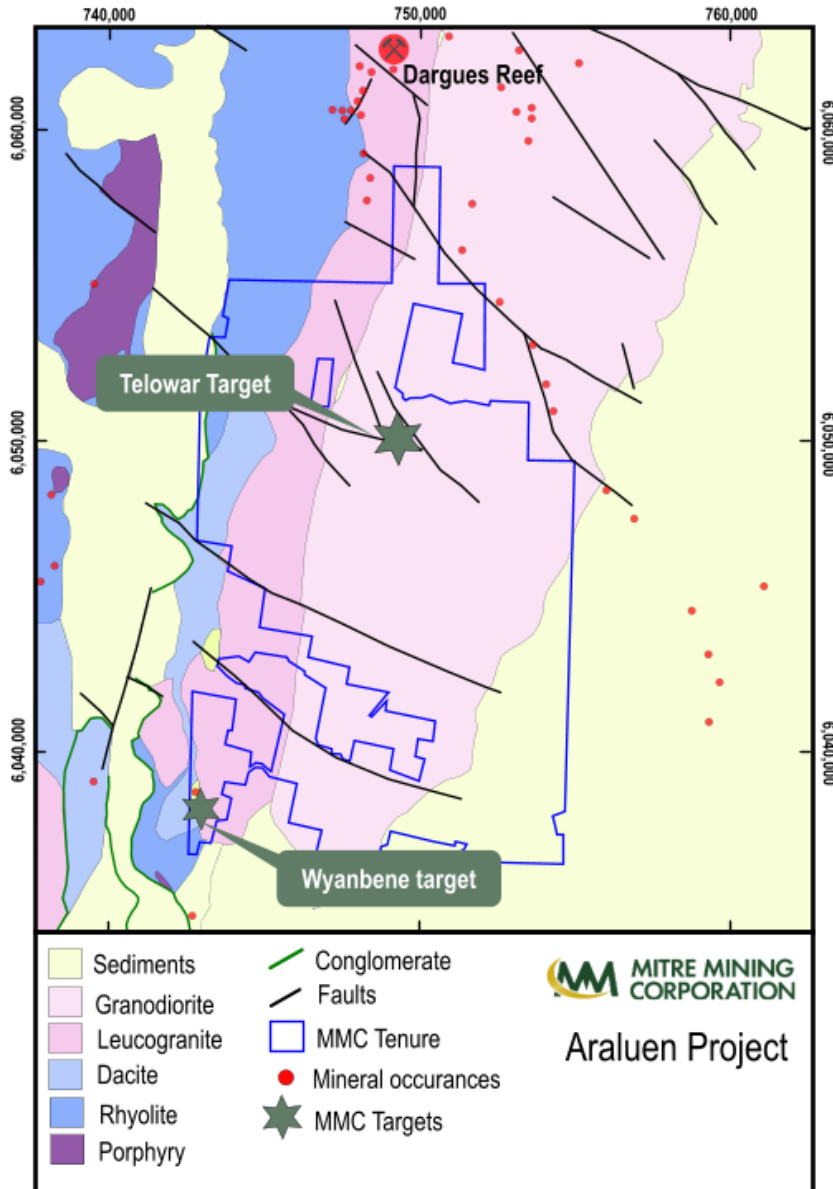 740,000
750,000
760,000
Dargues Reef
6,060,000
6,060,000
Telowar Target
6,050,000
6,050,000
6,040,000
6,040,000
Wyanbene target
Sediments
Granodiorite
Leucogranite
Dacite
Rhyolite
Porphyry
Conglomerate
Faults
MMC Tenure
Mineral occurances
MMC Targets
MM
MITRE MINING
CORPORATION
Araluen Project